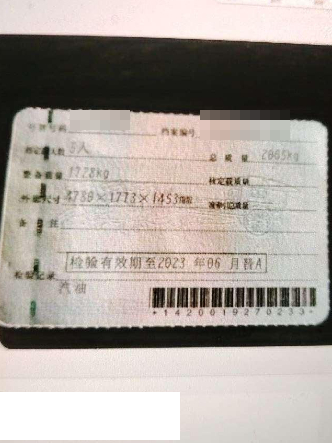 号牌号码 档案编号
核定载人数 5人 总质量 2085kg
整备质量 1728kg 核定载质量
外廓尺寸 4780×1773×1453mm 准牵引总质量
备注
检验有效期至2023年06月晋A
检验记录
汽油
*1420019270233*